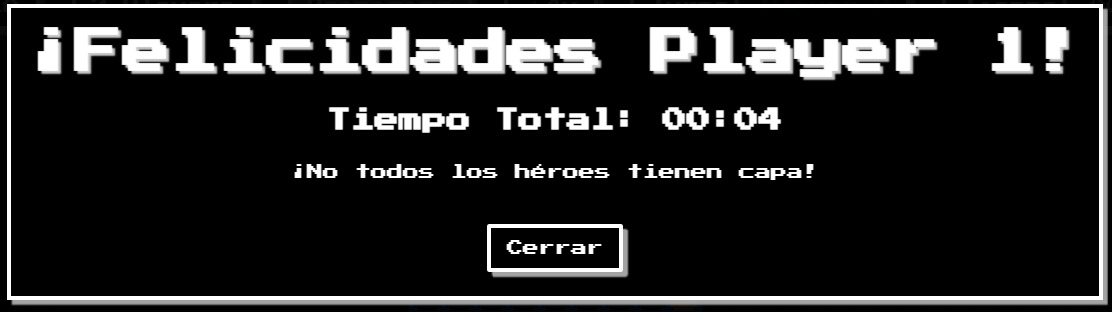 ¡Felicidades Player 1!
Tiempo Total: 00:04
¡No todos los héroes tienen capa!
Cerrar